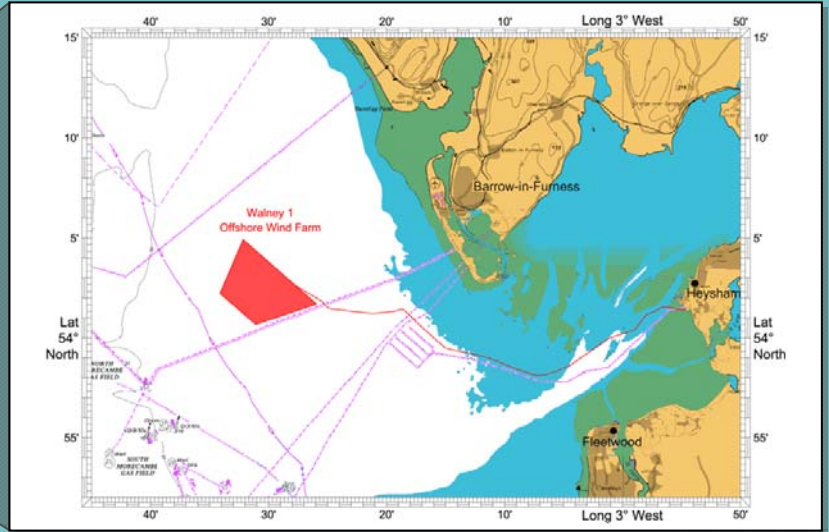 40' 30' 20' 10' Long 3° West 50'
15' 15'
10' 10'
Barrow-in-Furness
Walney 1
Offshore Wind Farm
5' 5'
Heysham
Lat
54°
North
Lat
54°
North
SOUTH
MORECAMBE
GAS FIELD
55' 55'
Fleetwood
40' 30' 20' 10' Long 3° West 50'